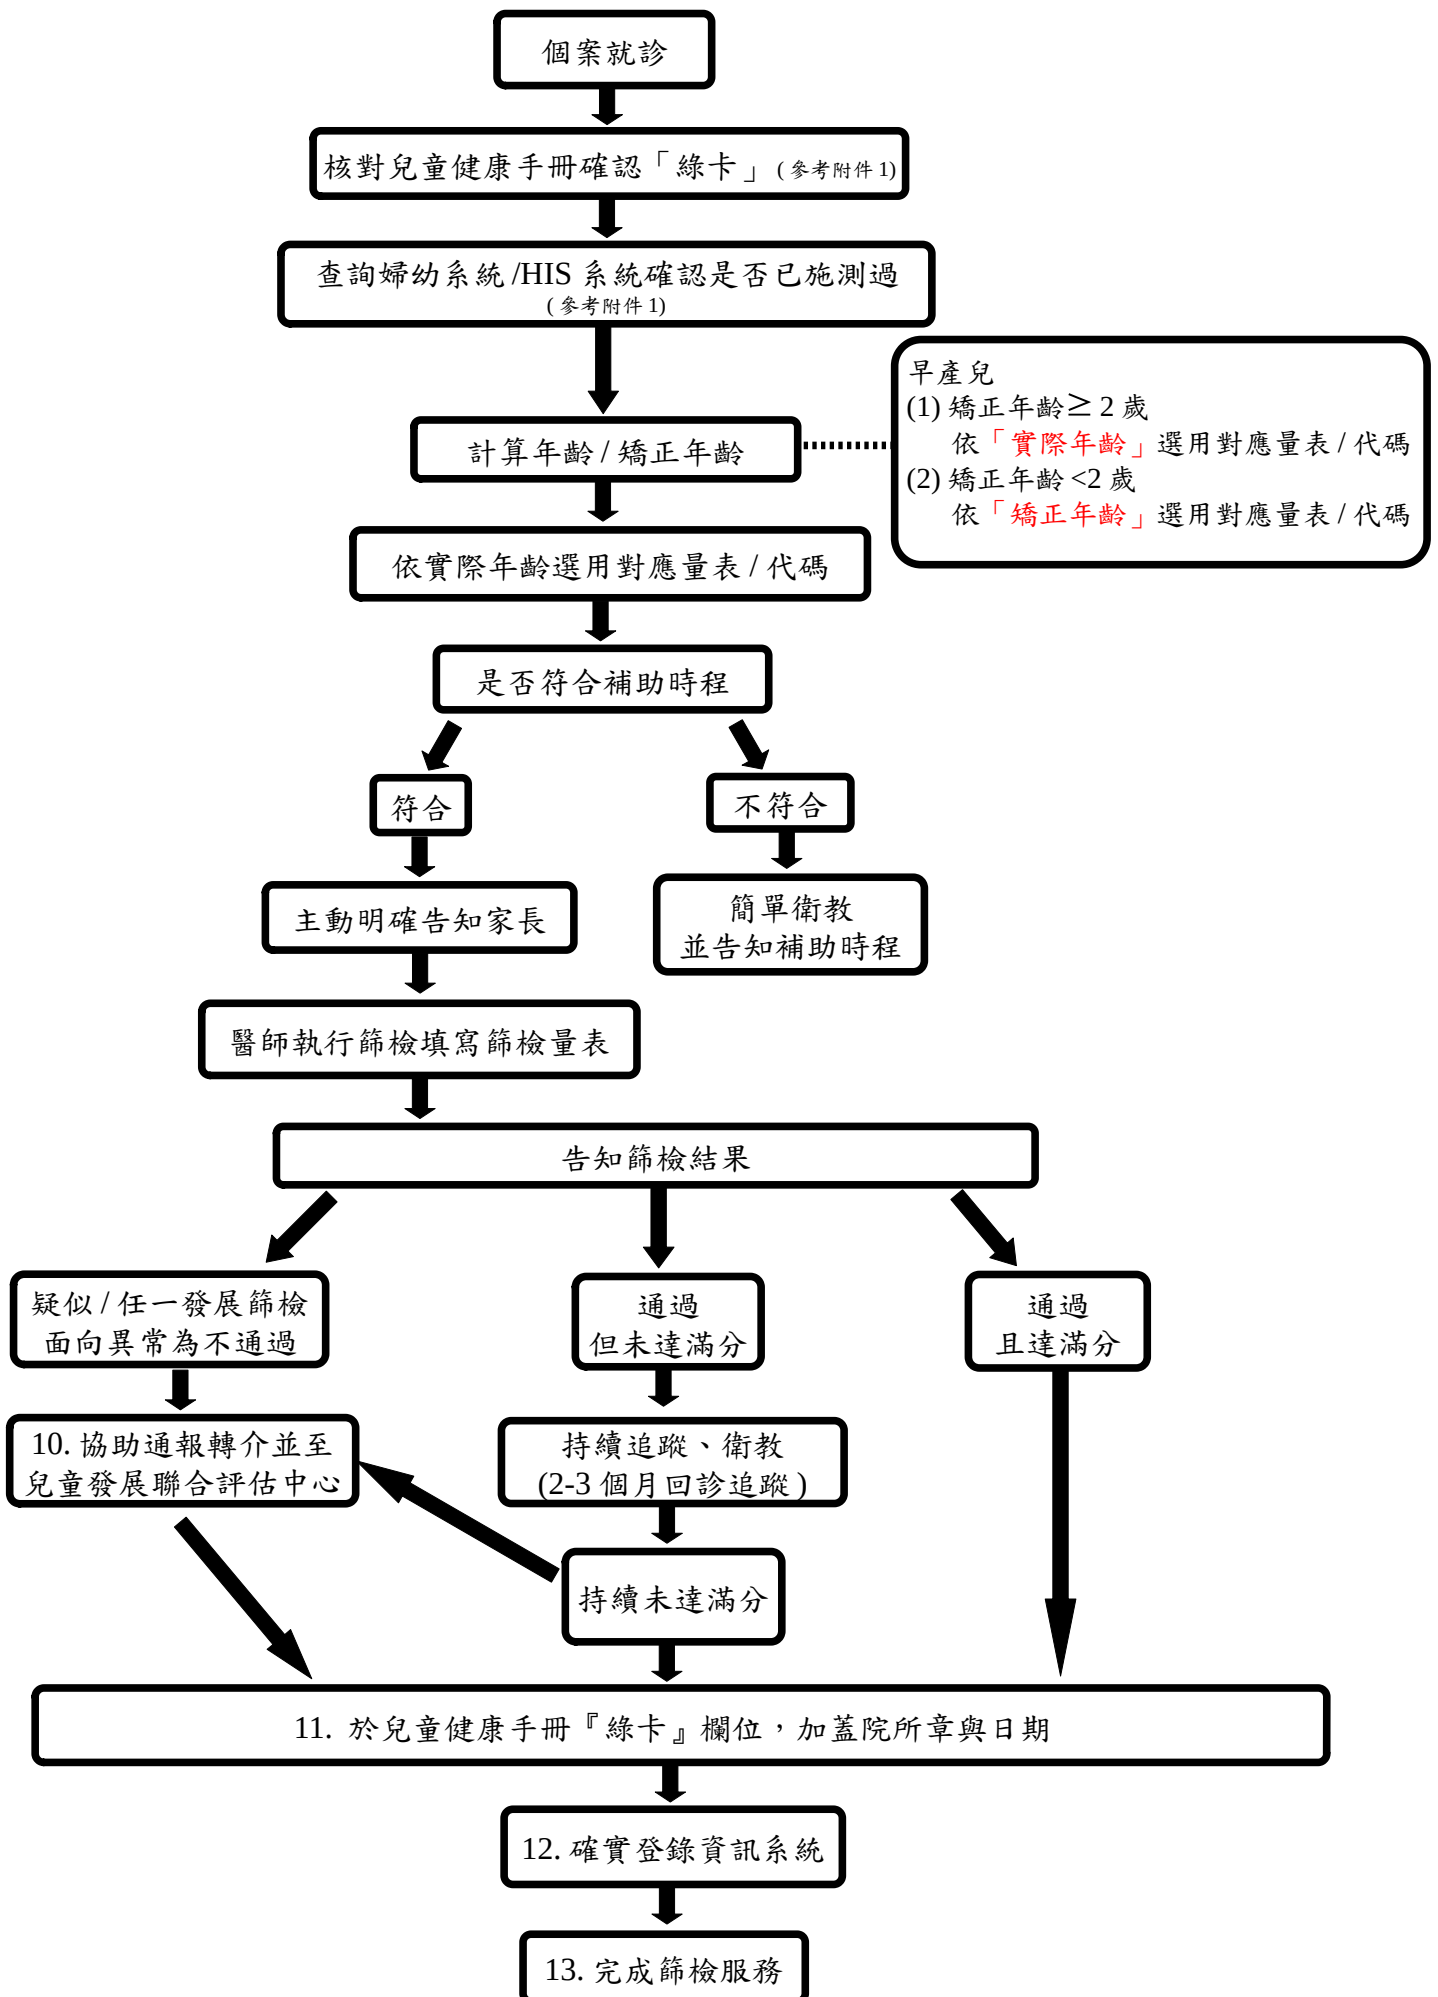 個案就診
核對兒童健康手冊確認「綠卡」(參考附件1)
查詢婦幼系統/HIS 系統確認是否已施測過
(參考附件1)
早產兒
(1) 矯正年齡≥ 2 歲
依「實際年齡」選用對應量表/代碼
(2) 矯正年齡<2 歲
依「矯正年齡」選用對應量表/代碼
計算年齡/矯正年齡
依實際年齡選用對應量表/代碼
是否符合補助時程
符合
不符合
主動明確告知家長
簡單衛教
並告知補助時程
醫師執行篩檢填寫篩檢量表
告知篩檢結果
疑似/任一發展篩檢
面向異常為不通過
通過
但未達滿分
通過
且達滿分
10. 協助通報轉介並至
兒童發展聯合評估中心
持續追蹤、衛教
(2-3 個月回診追蹤)
持續未達滿分
11. 於兒童健康手冊『綠卡』欄位，加蓋院所章與日期
12. 確實登錄資訊系統
13. 完成篩檢服務